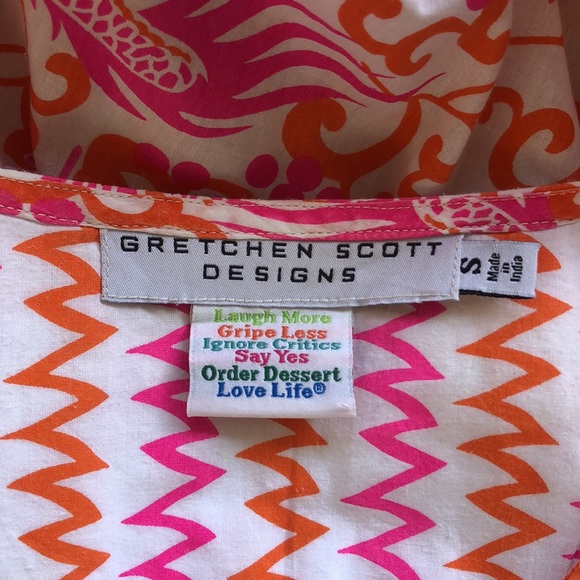 GRETCHEN SCOTT
DESIGNS
S
Made
in
India
Laugh More
Gripe Less
Ignore Critics
Say Yes
Order Dessert
Love Life®